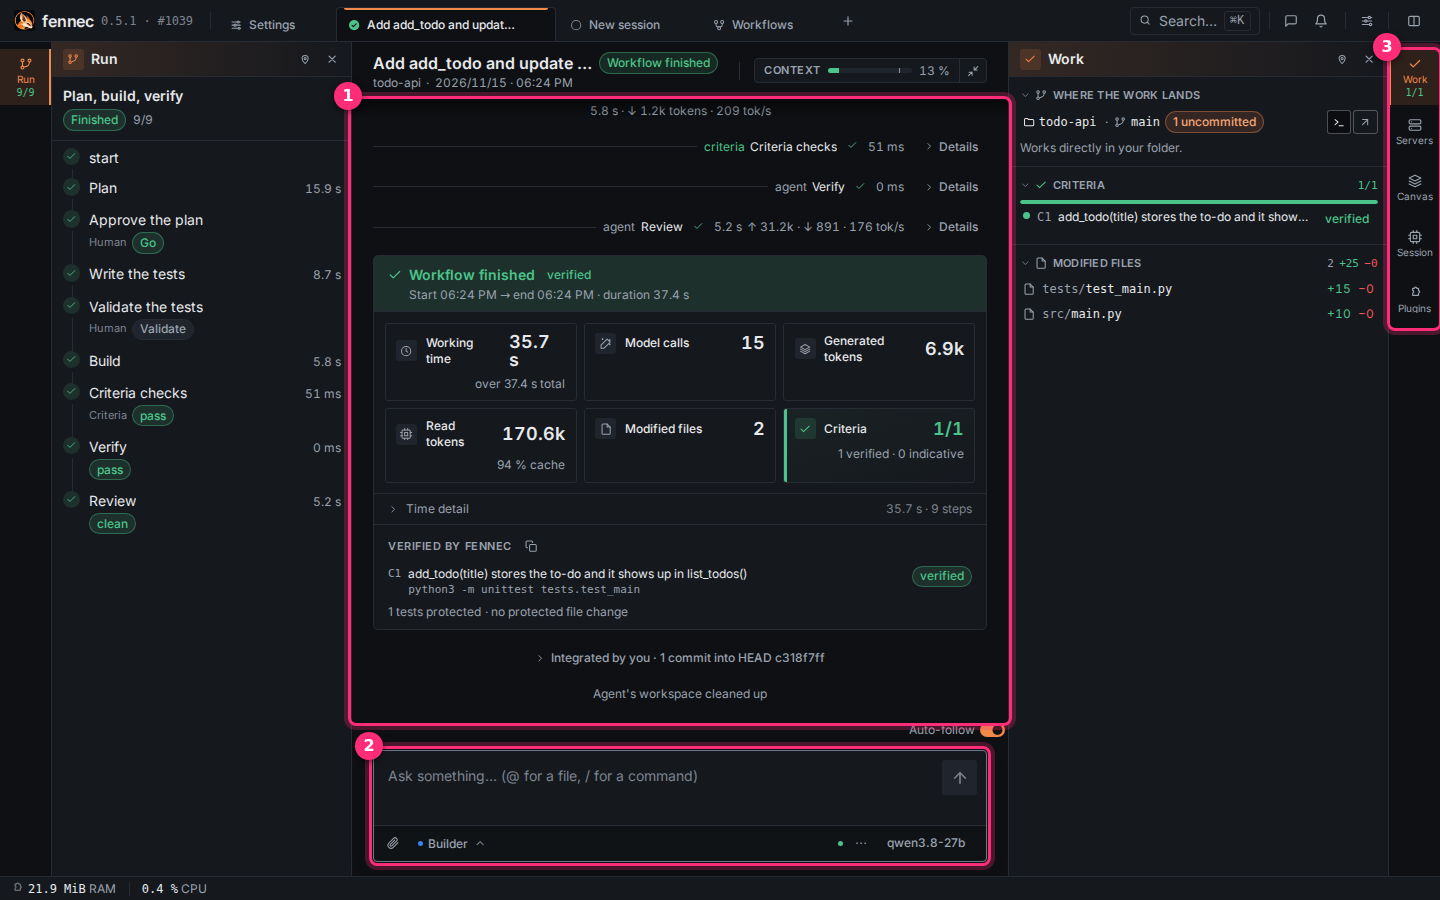 fennec 0.5.1 · #1039
Settings
Add add_todo and updat...
New session
Workflows
Search... ⌘K
Run
9/9
Run
Plan, build, verify
Finished 9/9
start
Plan 15.9 s
Approve the plan
Human Go
Write the tests 8.7 s
Validate the tests
Human Validate
Build 5.8 s
Criteria checks 51 ms
Criteria pass
Verify 0 ms
pass
Review 5.2 s
clean
Add add_todo and update ... Workflow finished
todo-api · 2026/11/15 · 06:24 PM
CONTEXT 13 %
1
5.8 s · ↓ 1.2k tokens · 209 tok/s
criteria Criteria checks ✓ 51 ms > Details
agent Verify ✓ 0 ms > Details
agent Review ✓ 5.2 s ↑ 31.2k · ↓ 891 · 176 tok/s > Details
Workflow finished verified
Start 06:24 PM → end 06:24 PM · duration 37.4 s
Working time 35.7 s
over 37.4 s total
Model calls 15
Generated tokens 6.9k
Read tokens 170.6k
94 % cache
Modified files 2
Criteria 1/1
1 verified · 0 indicative
> Time detail 35.7 s · 9 steps
VERIFIED BY FENNEC
C1 add_todo(title) stores the to-do and it shows up in list_todos() verified
python3 -m unittest tests.test_main
1 tests protected · no protected file change
> Integrated by you · 1 commit into HEAD c318f7ff
Agent's workspace cleaned up
Auto-follow
2
Ask something... (@ for a file, / for a command)
Builder
··· qwen3.8-27b
Work
WHERE THE WORK LANDS
todo-api · main 1 uncommitted
Works directly in your folder.
CRITERIA 1/1
C1 add_todo(title) stores the to-do and it show... verified
MODIFIED FILES 2 +25 −0
tests/test_main.py +15 −0
src/main.py +10 −0
3
Work
1/1
Servers
Canvas
Session
Plugins
21.9 MiB RAM
0.4 % CPU